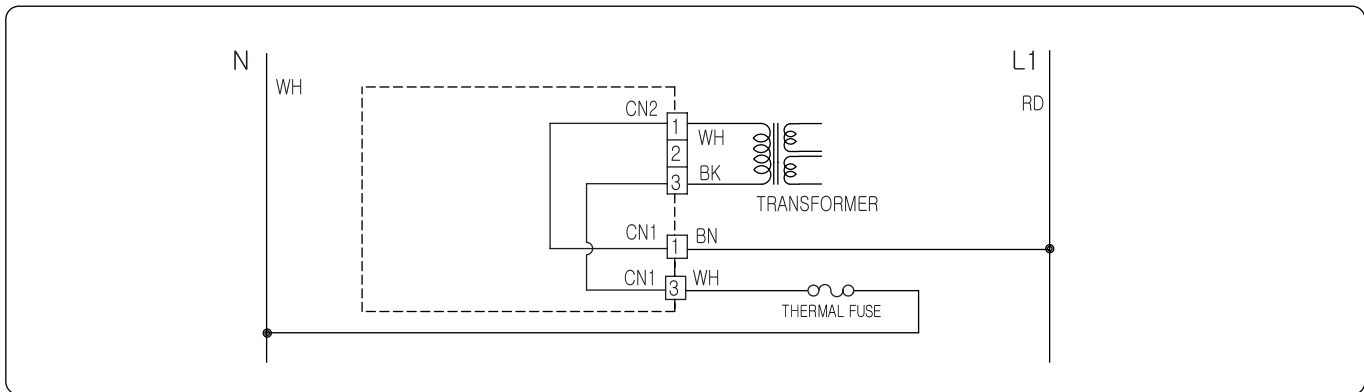 N
L1
WH
RD
CN2
1
WH
2
BK
3
TRANSFORMER
CN1
1
BN
CN1
3
WH
THERMAL FUSE